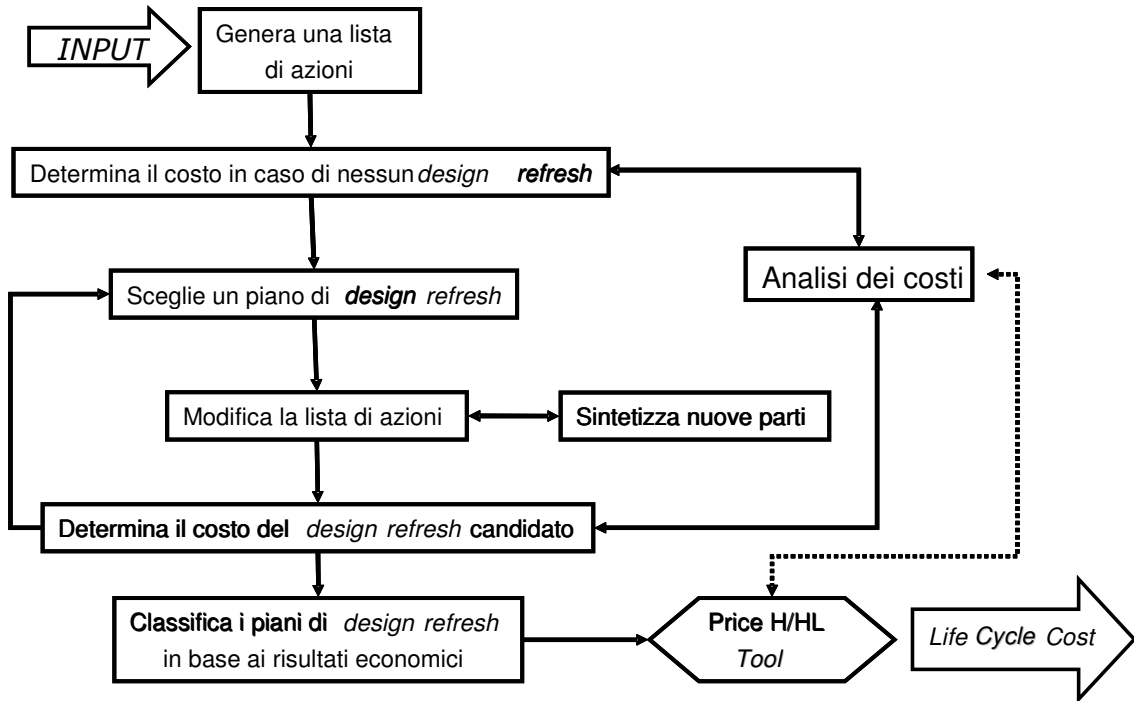 INPUT
Genera una lista
di azioni
Determina il costo in caso di nessun design refresh
Analisi dei costi
Sceglie un piano di design refresh
Modifica la lista di azioni
Sintetizza nuove parti
Determina il costo del design refresh candidato
Classifica i piani di design refresh
in base ai risultati economici
Price H/HL
Tool
Life Cycle Cost